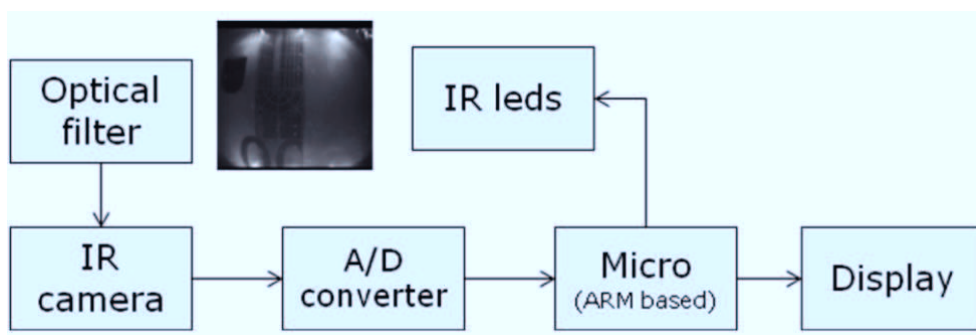 Optical
filter
IR leds
IR
camera
A/D
converter
Micro
(ARM based)
Display